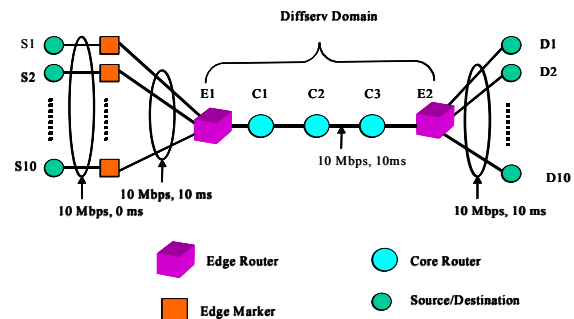 Diffserv Domain
S1
D1
S2
D2
E1 C1 C2 C3 E2
10 Mbps, 10ms
S10
D10
10 Mbps, 10 ms
10 Mbps, 0 ms
10 Mbps, 10 ms
Edge Router
Core Router
Edge Marker
Source/Destination